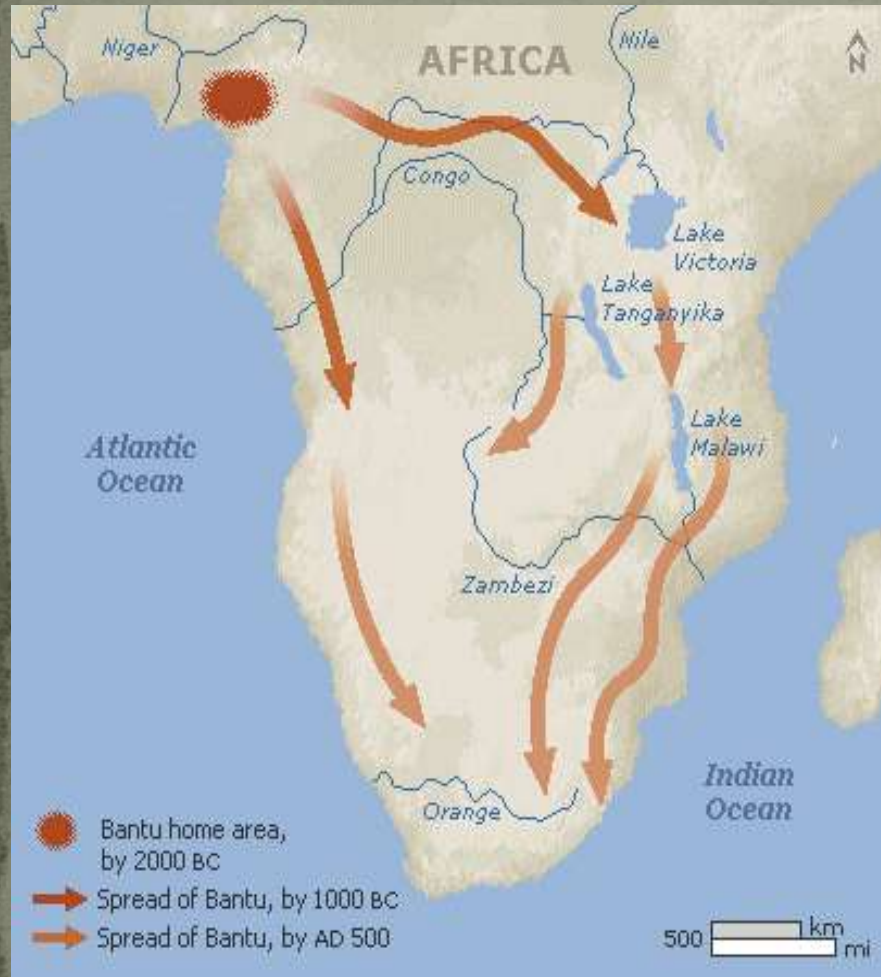 Niger
AFRICA
Nile
N
Congo
Lake
Victoria
Lake
Tanganyika
Atlantic
Ocean
Lake
Malawi
Zambezi
Indian
Ocean
Orange
Bantu home area,
by 2000 BC
Spread of Bantu, by 1000 BC
Spread of Bantu, by AD 500
500 km
mi